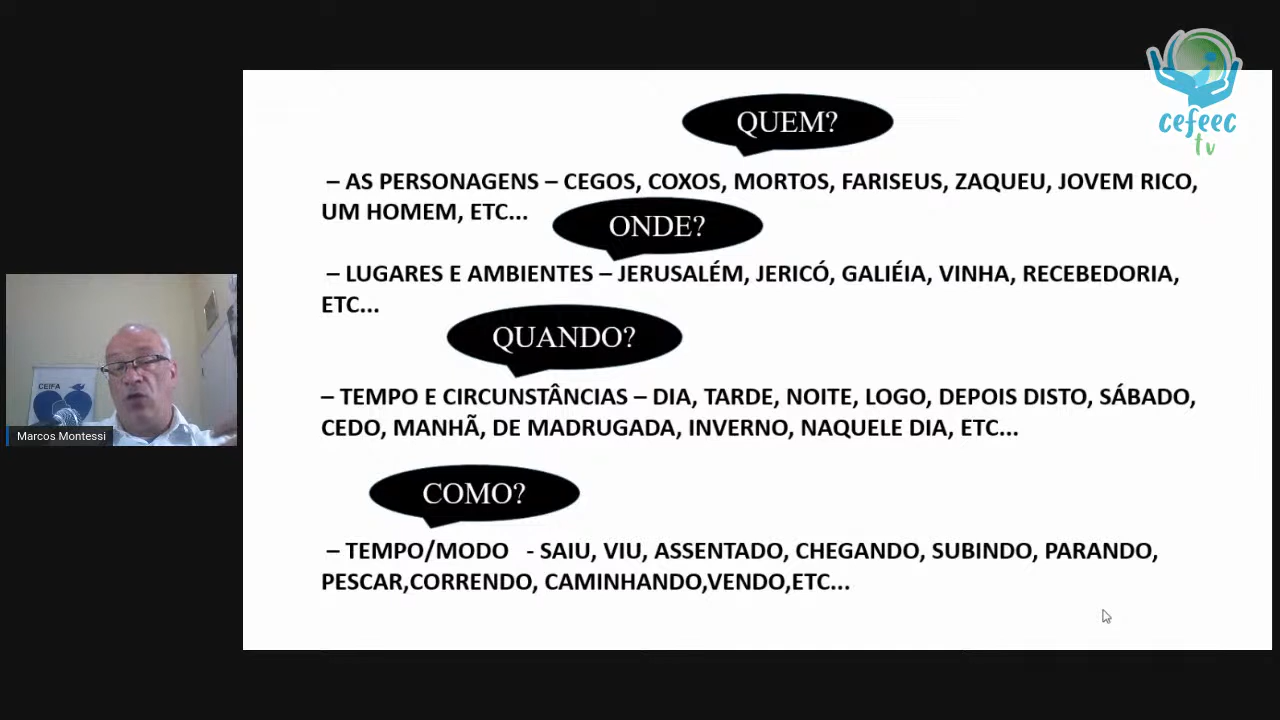 cefeec
tv
QUEM?
– AS PERSONAGENS – CEGOS, COXOS, MORTOS, FARISEUS, ZAQUEU, JOVEM RICO,
UM HOMEM, ETC...
ONDE?
– LUGARES E AMBIENTES – JERUSALÉM, JERICÓ, GALIÉIA, VINHA, RECEBEDORIA,
ETC...
QUANDO?
– TEMPO E CIRCUNSTÂNCIAS – DIA, TARDE, NOITE, LOGO, DEPOIS DISTO, SÁBADO,
CEDO, MANHÃ, DE MADRUGADA, INVERNO, NAQUELE DIA, ETC...
COMO?
– TEMPO/MODO - SAIU, VIU, ASSENTADO, CHEGANDO, SUBINDO, PARANDO,
PESCAR,CORRENDO, CAMINHANDO,VENDO,ETC...
CEIFA
Marcos Montessi